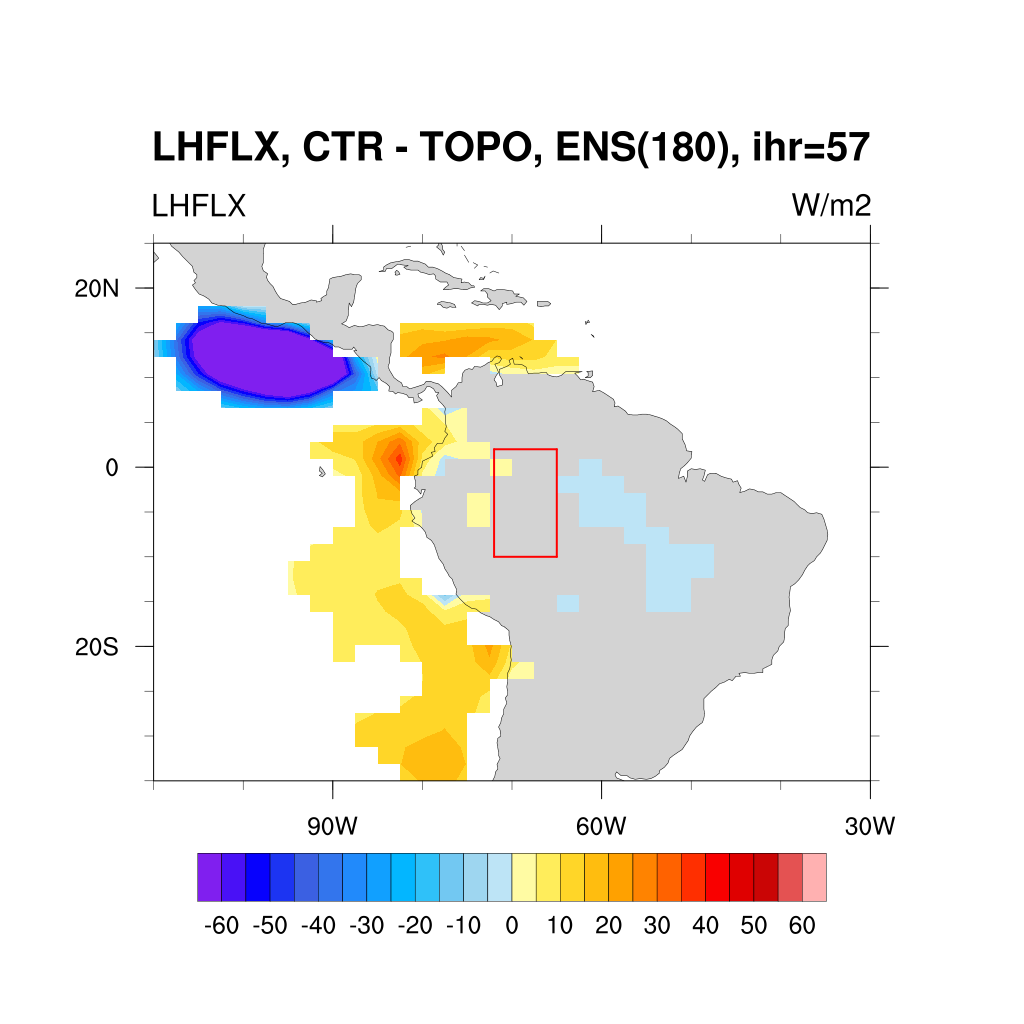 LHFLX, CTR - TOPO, ENS(180), ihr=57
LHFLX W/m2
20N
0
20S
90W 60W 30W
-60 -50 -40 -30 -20 -10 0 10 20 30 40 50 60